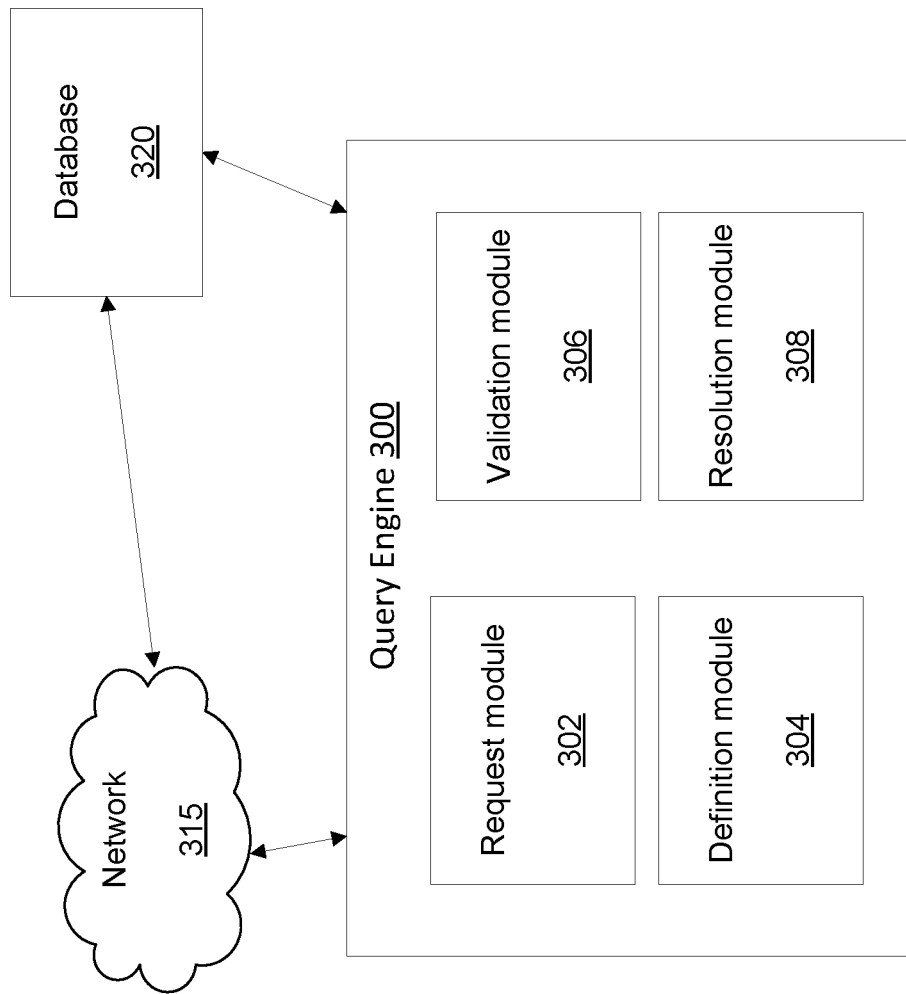 Network
315
Database
320
Query Engine 300
Request module
302
Validation module
306
Definition module
304
Resolution module
308